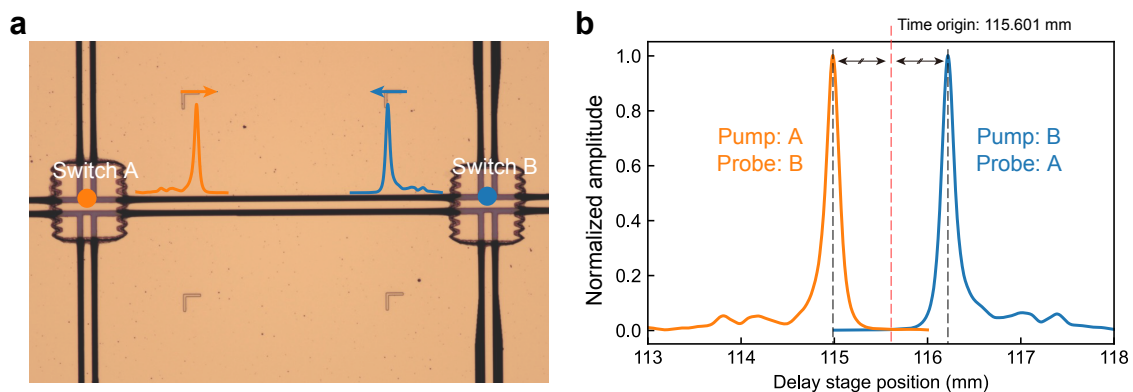 a
Switch A
Switch B
b
Time origin: 115.601 mm
Normalized amplitude
1.0
0.8
0.6
0.4
0.2
0.0
Pump: A
Probe: B
Pump: B
Probe: A
113
114
115
116
117
118
Delay stage position (mm)